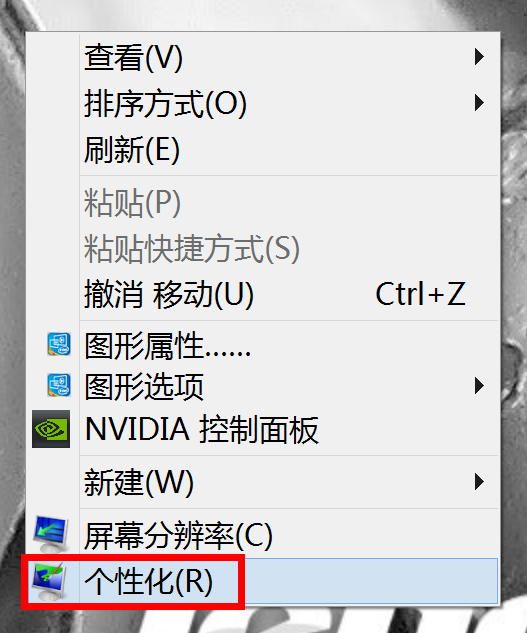 查看(V)
排序方式(O)
刷新(E)
粘贴(P)
粘贴快捷方式(S)
撤消 移动(U) Ctrl+Z
图形属性......
图形选项
NVIDIA 控制面板
新建(W)
屏幕分辨率(C)
个性化(R)